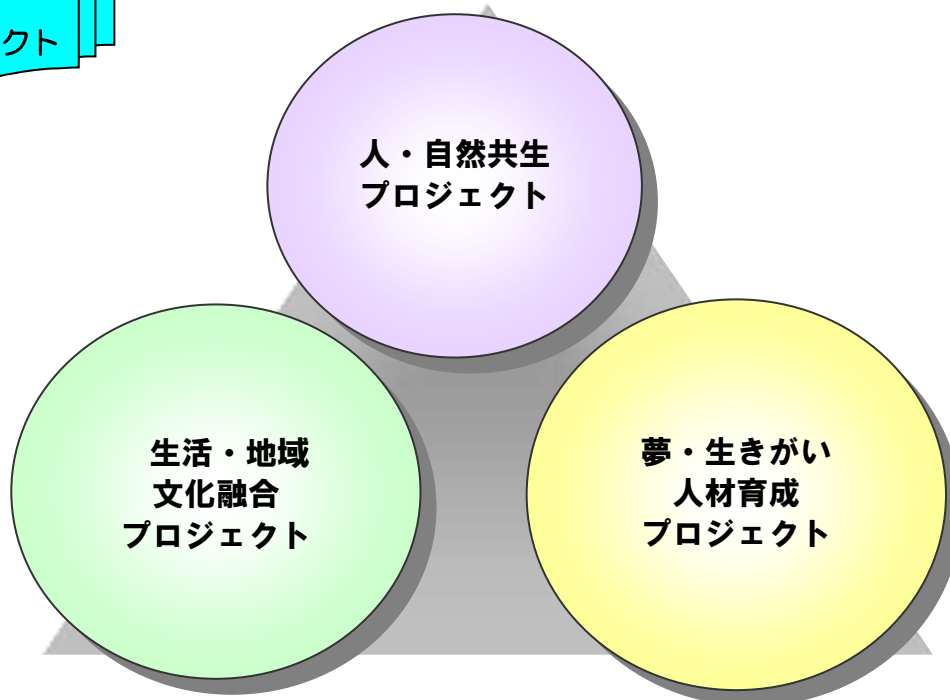 クト
人・自然共生
プロジェクト
生活・地域
文化融合
プロジェクト
夢・生きがい
人材育成
プロジェクト